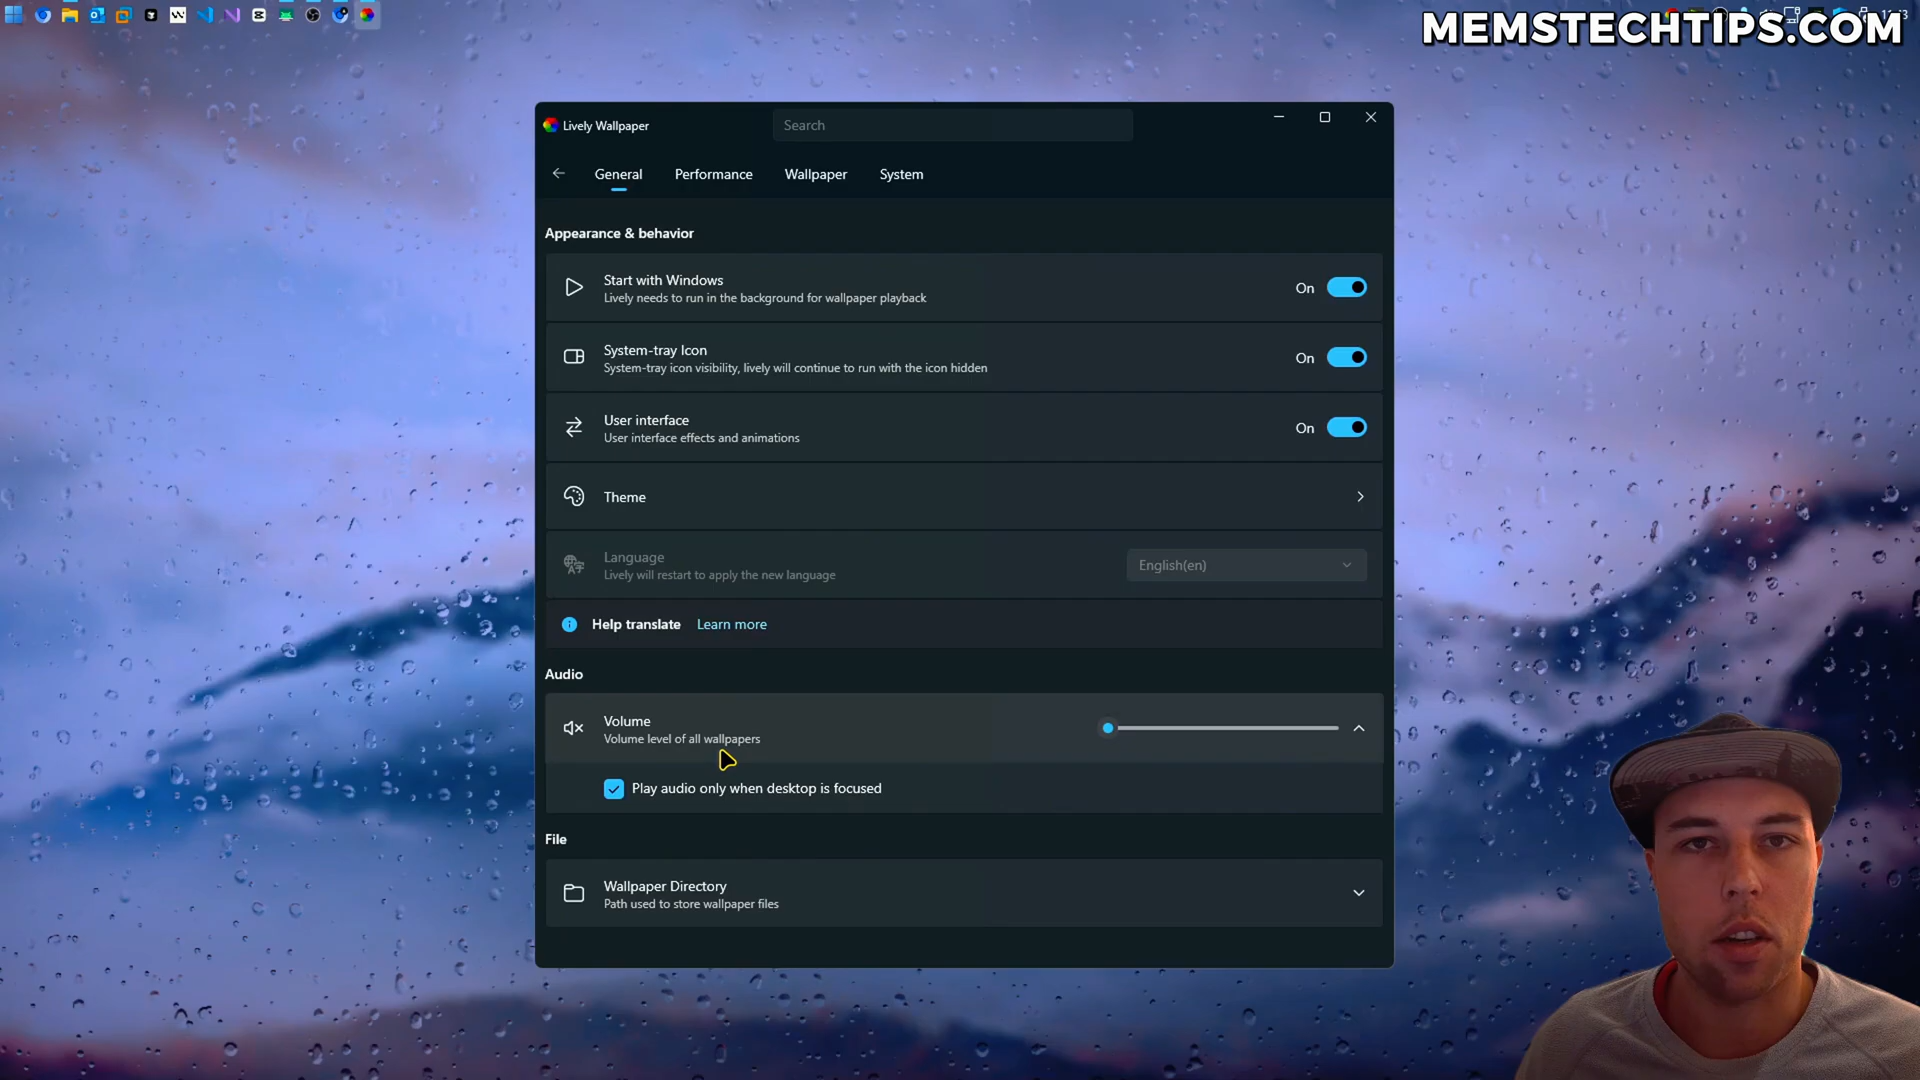 MEMSTECHTIPS.COM
Lively Wallpaper
Search
General
Performance
Wallpaper
System
Appearance & behavior
Start with Windows
Lively needs to run in the background for wallpaper playback
On
System-tray Icon
System-tray icon visibility, lively will continue to run with the icon hidden
On
User interface
User interface effects and animations
On
Theme
Language
Lively will restart to apply the new language
English(en)
Help translate Learn more
Audio
Volume
Volume level of all wallpapers
Play audio only when desktop is focused
File
Wallpaper Directory
Path used to store wallpaper files